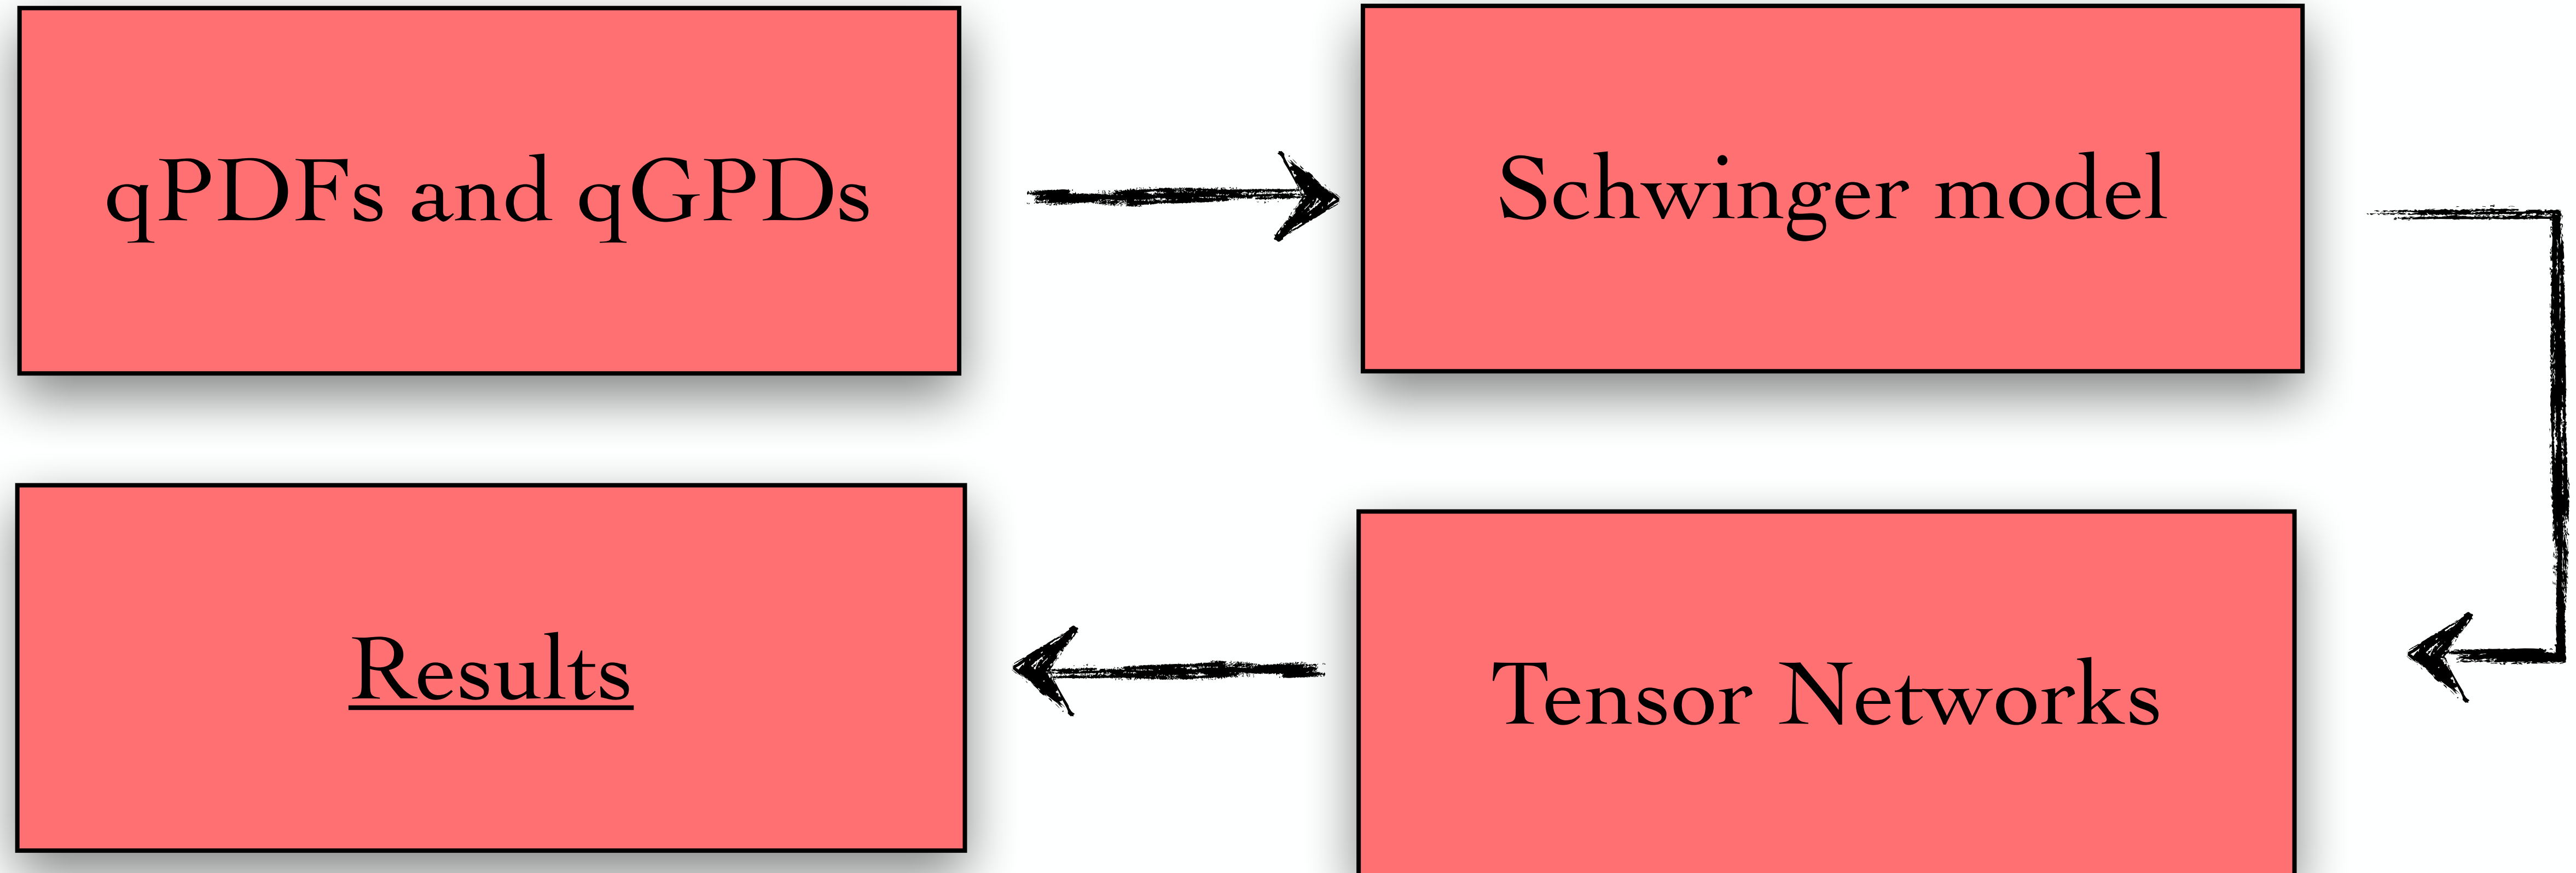 qPDFs and qGPDs
Schwinger model
Results
Tensor Networks